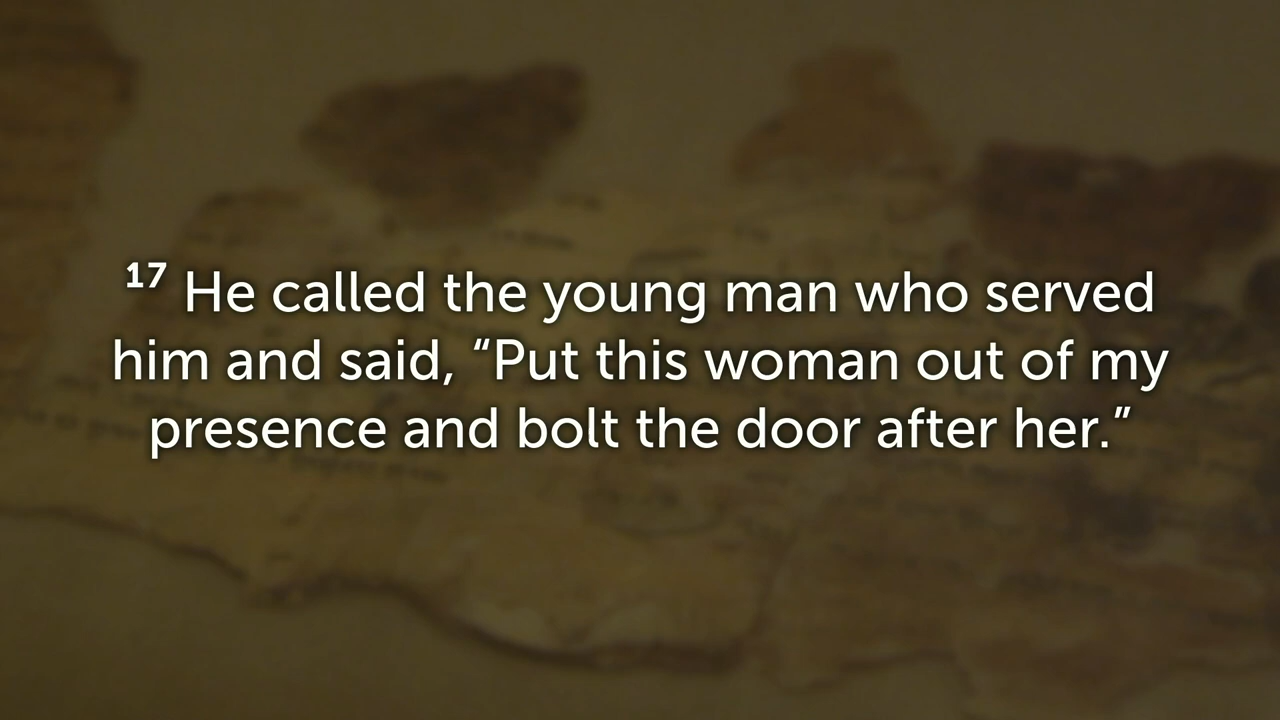 17 He called the young man who served
him and said, “Put this woman out of my
presence and bolt the door after her.”